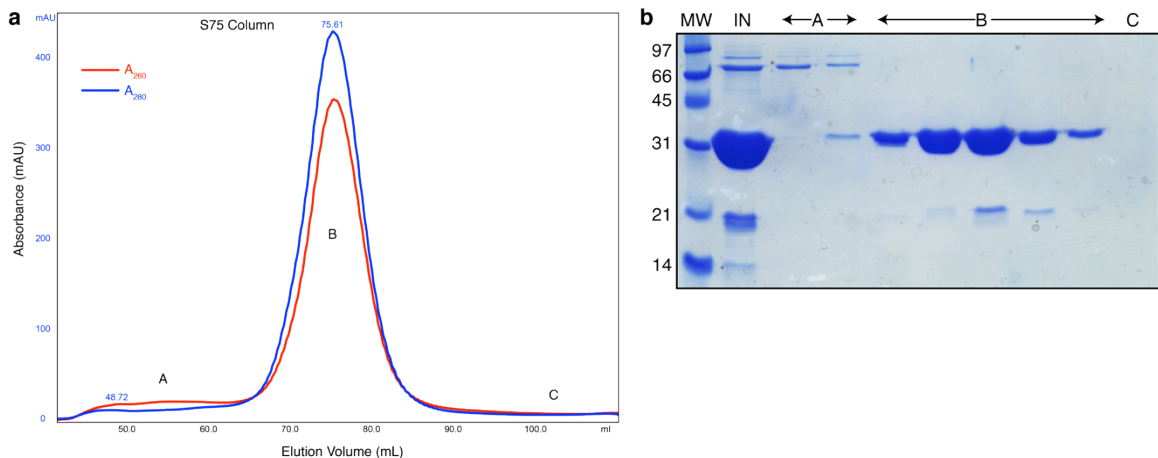 a
mAU
S75 Column
75.61
400
A260
A280
300
Absorbance (mAU)
200
B
100
A
48.72
C
0
50.0 60.0 70.0 80.0 90.0 100.0 ml
Elution Volume (mL)
b
MW IN A B C
97
66
45
31
21
14